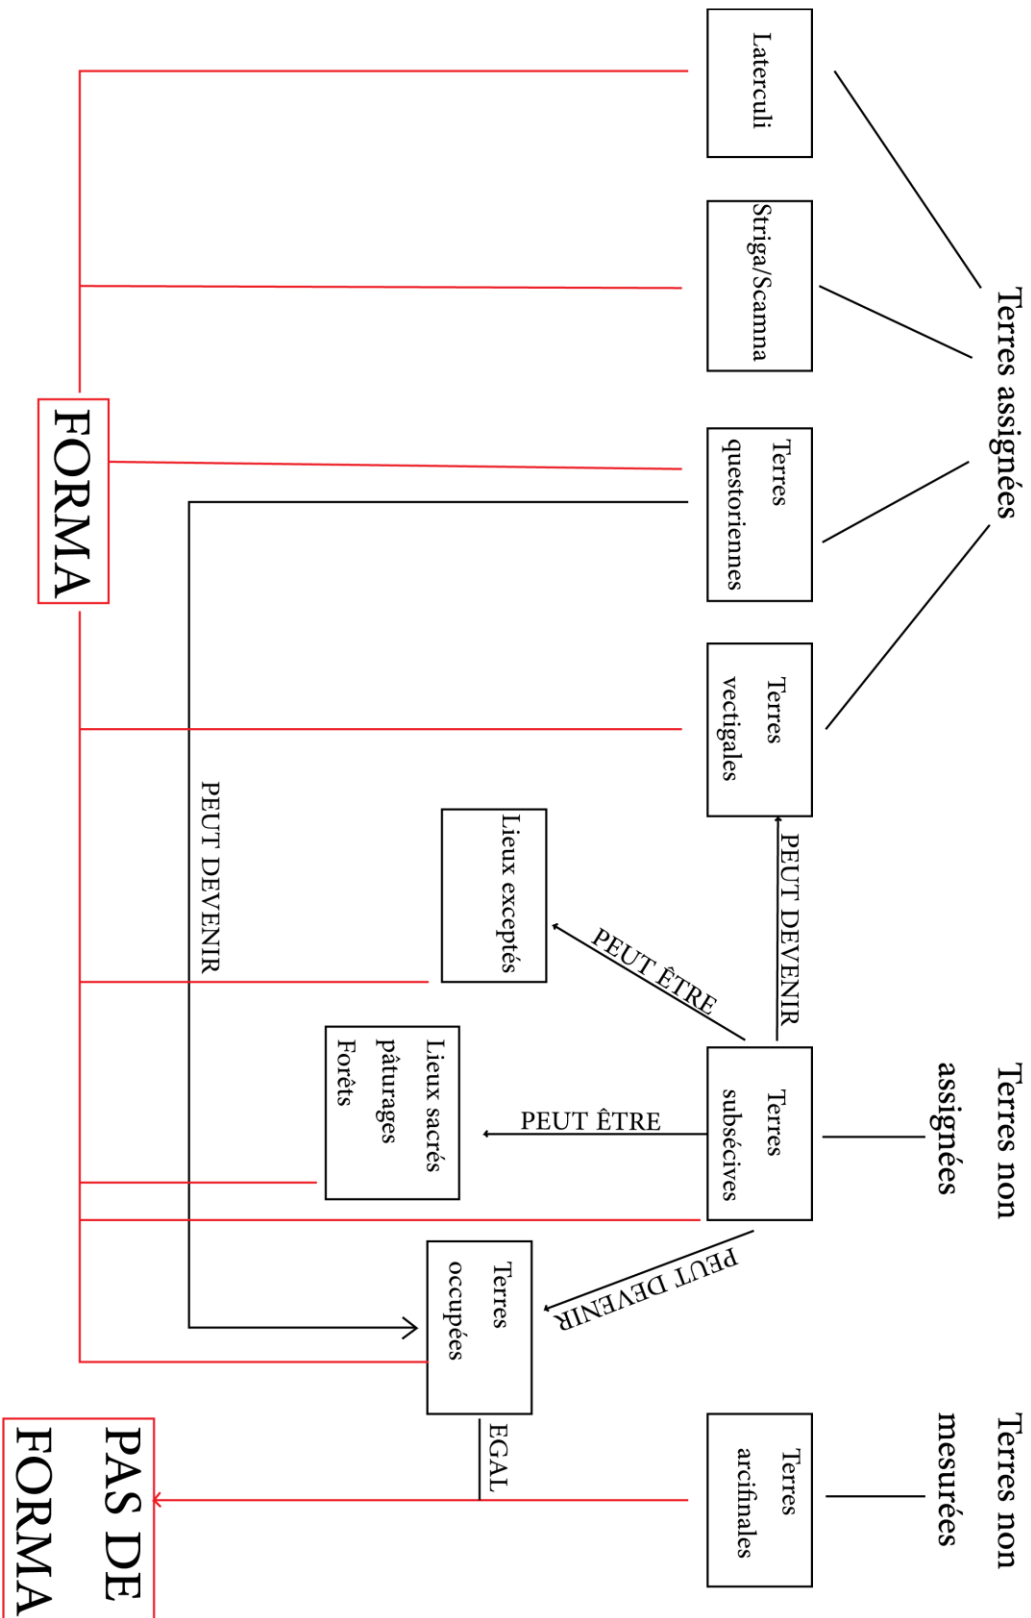 Terres assignées
Terres non
assignées
Terres non
mesurées
Laterculi
Striga/Scamna
Terres
questoriennes
Terres
vectigales
PEUT DEVENIR
Terres
subsécives
Terres
arcifinales
PEUT ÊTRE
PEUT ÊTRE
PEUT DEVENIR
Lieux exceptés
Lieux sacrés
pâturages
Forêts
Terres
occupées
EGAL
PEUT DEVENIR
FORMA
PAS DE
FORMA